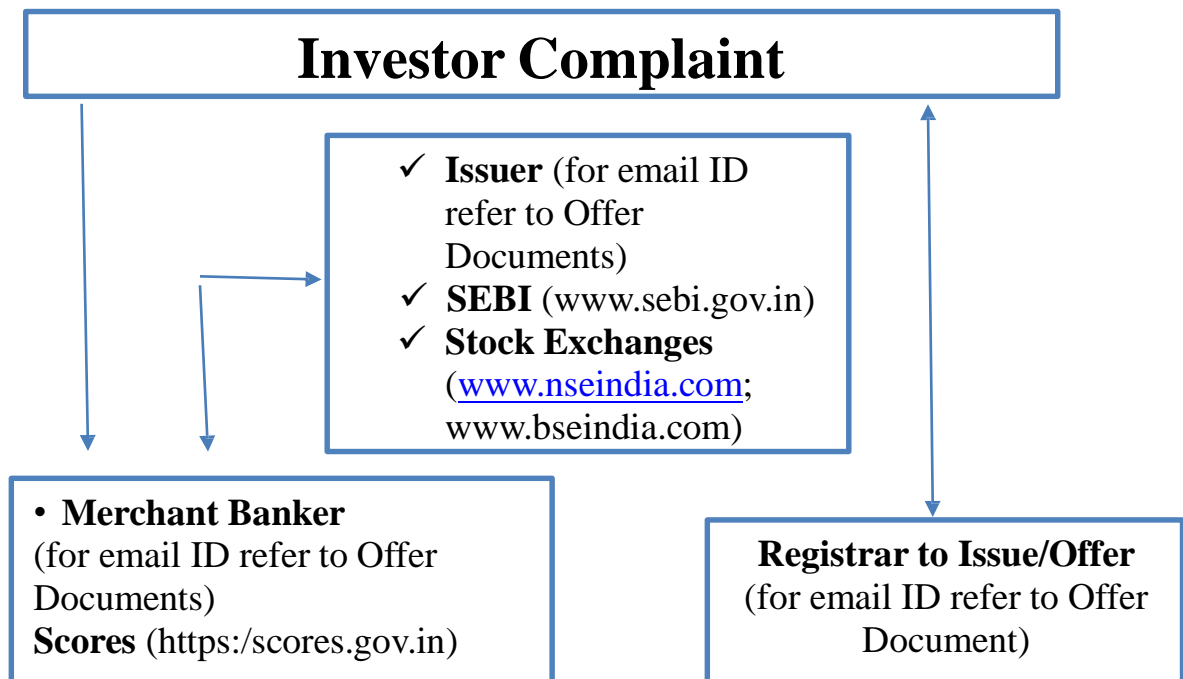 Investor Complaint
✓ Issuer (for email ID
refer to Offer
Documents)
✓ SEBI (www.sebi.gov.in)
✓ Stock Exchanges
(www.nseindia.com;
www.bseindia.com)
• Merchant Banker
(for email ID refer to Offer
Documents)
Scores (https:/scores.gov.in)
Registrar to Issue/Offer
(for email ID refer to Offer
Document)